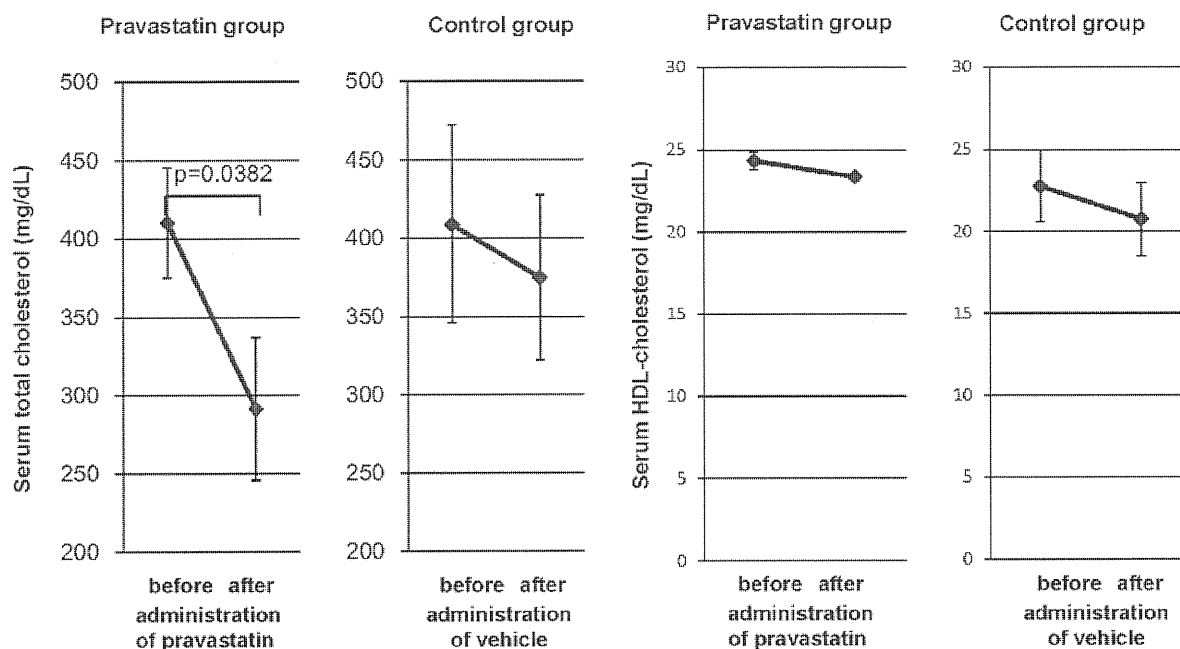 Pravastatin group
Control group
Pravastatin group
Control group
Serum total cholesterol (mg/dL)
500
450
400
350
300
250
200
p=0.0382
before after
administration
of pravastatin
500
450
400
350
300
250
200
before after
administration
of vehicle
Serum HDL-cholesterol (mg/dL)
30
25
20
15
10
5
0
before after
administration
of pravastatin
30
25
20
15
10
5
0
before after
administration
of vehicle